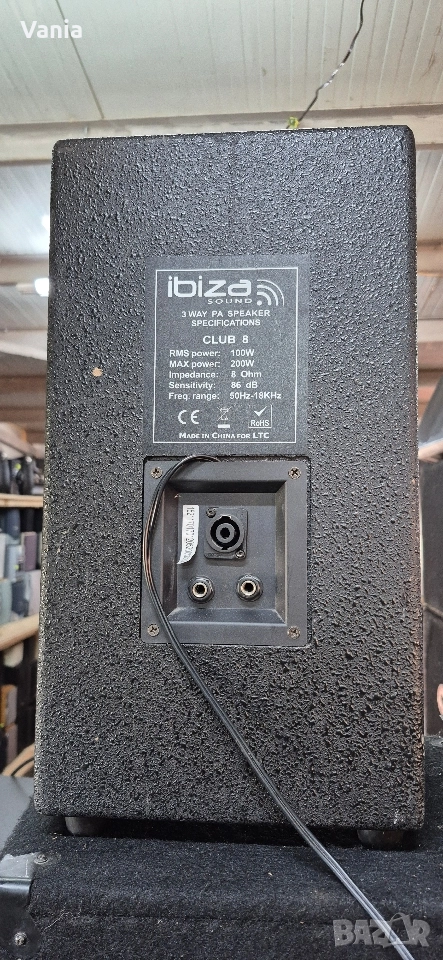 Vania
ibiza
SOUND
3 WAY PA SPEAKER
SPECIFICATIONS
CLUB 8
RMS power: 100W
MAX power: 200W
Impedance: 8 Ohm
Sensitivity: 86 dB
Freq. range: 50Hz-18KHz
CE
RoHS
MADE IN CHINA FOR LTC
BAZAR